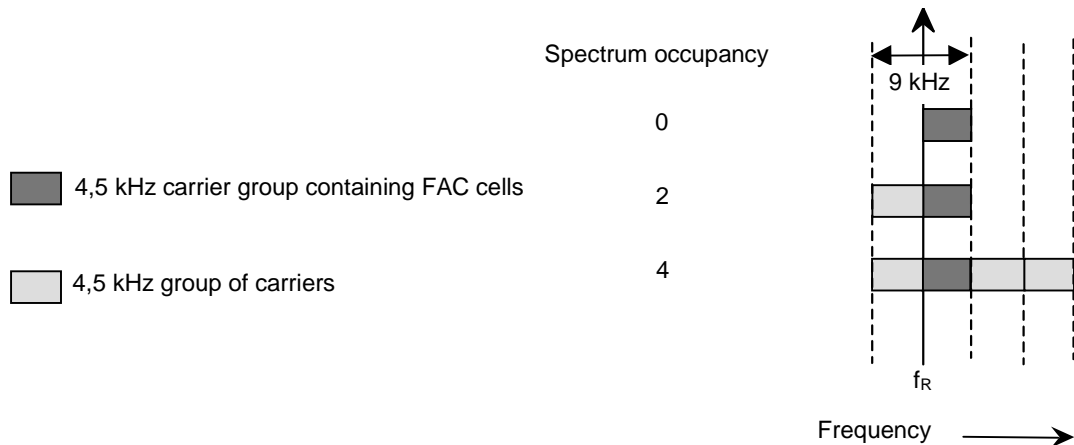 Spectrum occupancy
9 kHz
0
4,5 kHz carrier group containing FAC cells
2
4
4,5 kHz group of carriers
fR
Frequency